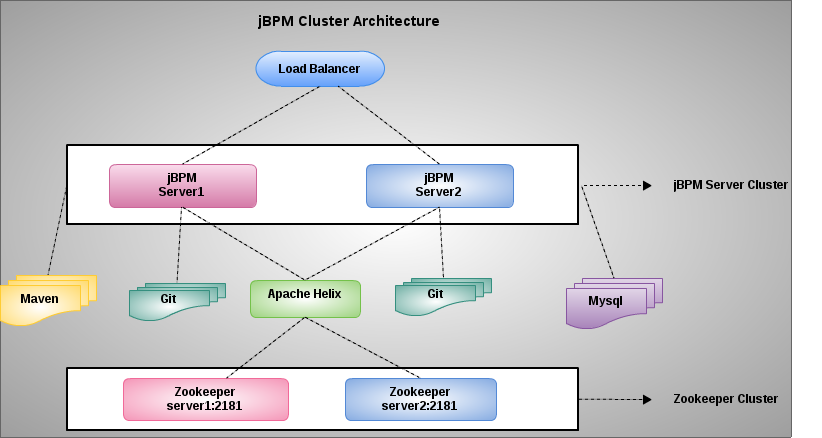 jBPM Cluster Architecture
Load Balancer
jBPM
Server1
jBPM
Server2
jBPM Server Cluster
Maven
Git
Apache Helix
Git
Mysql
Zookeeper
server1:2181
Zookeeper
server2:2181
Zookeeper Cluster